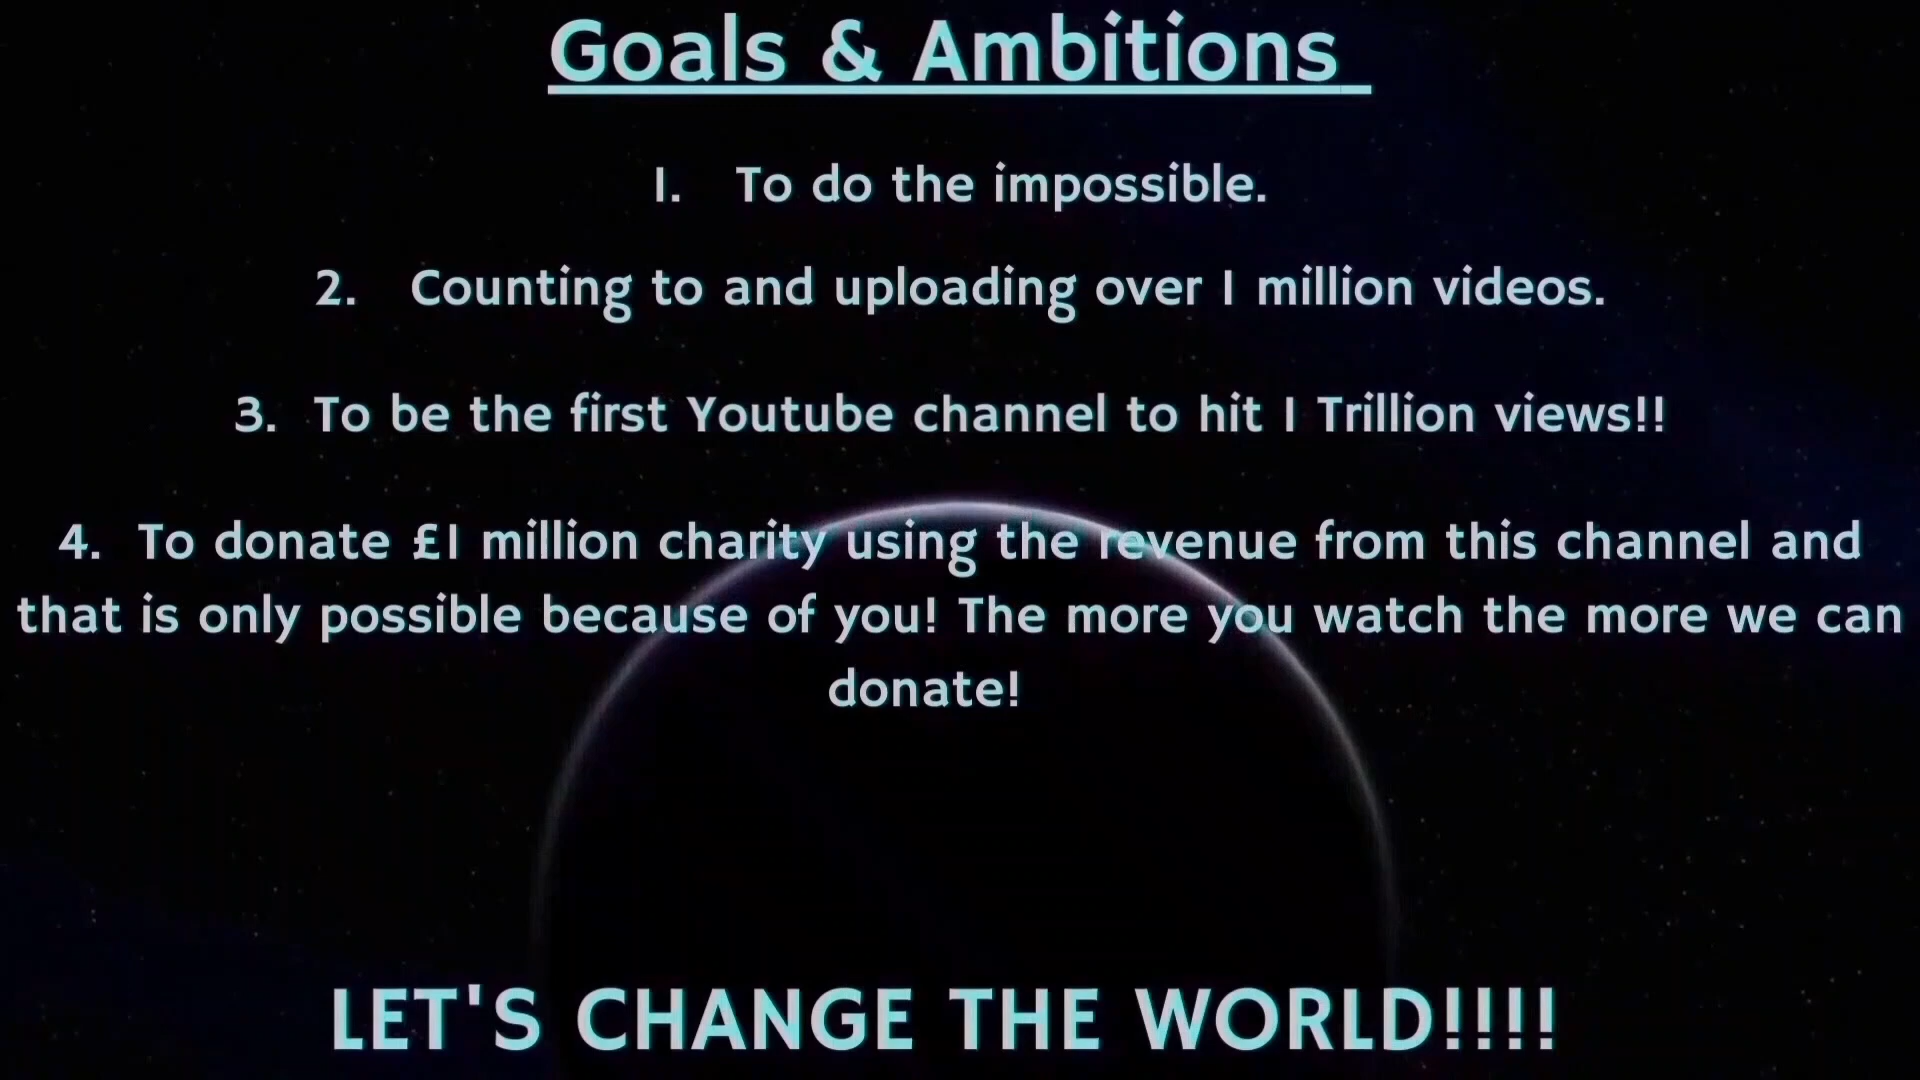 Goals & Ambitions
1. To do the impossible.
2. Counting to and uploading over 1 million videos.
3. To be the first Youtube channel to hit 1 Trillion views!!
4. To donate £1 million charity using the revenue from this channel and
that is only possible because of you! The more you watch the more we can
donate!
LET'S CHANGE THE WORLD!!!!